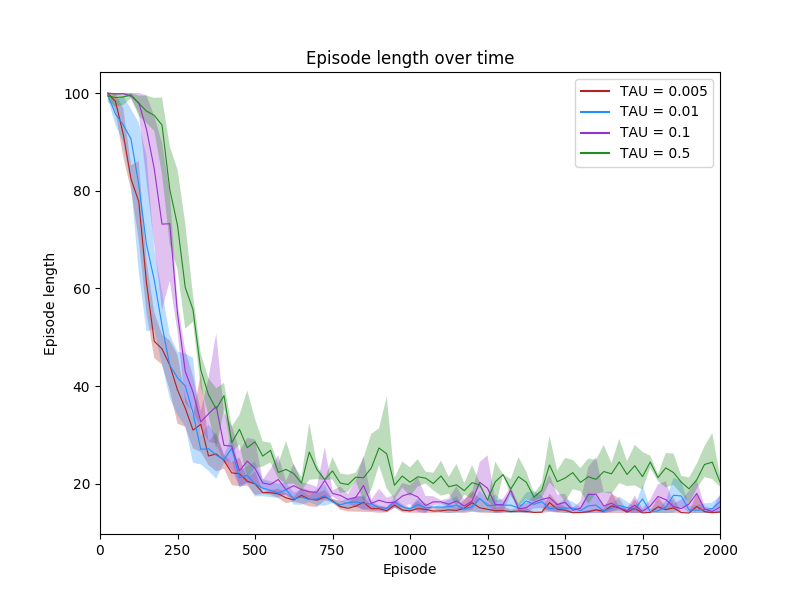 Episode length over time
TAU = 0.005
TAU = 0.01
TAU = 0.1
TAU = 0.5
Episode length
100
80
60
40
20
0 250 500 750 1000 1250 1500 1750 2000
Episode